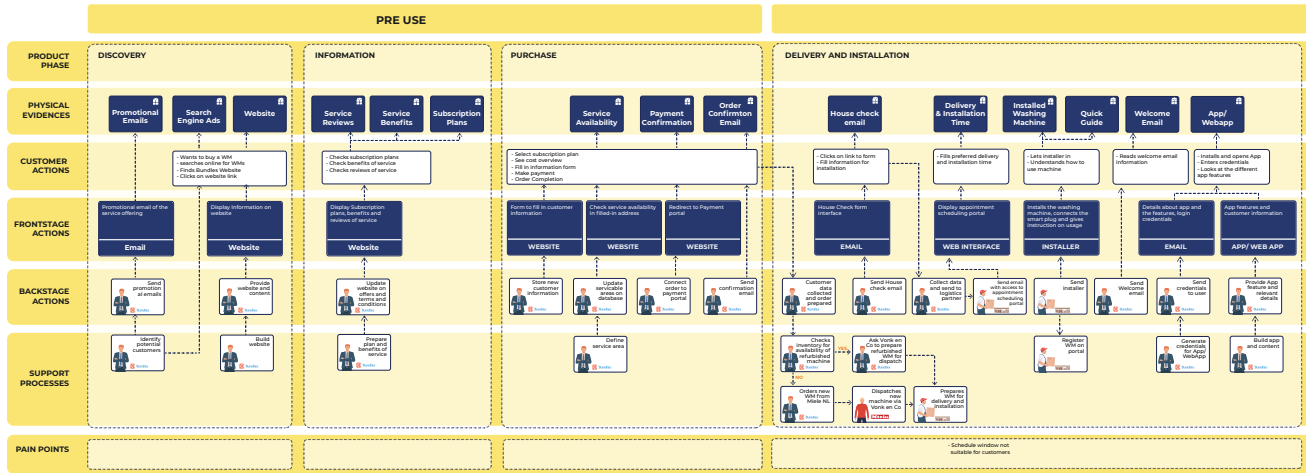 PRE USE
PRODUCT
PHASE
DISCOVERY
INFORMATION
PURCHASE
DELIVERY AND INSTALLATION
PHYSICAL
EVIDENCES
Promotional
Emails
Search
Engine Ads
Website
Service
Reviews
Service
Benefits
Subscription
Plans
Service
Availability
Payment
Confirmation
Order
Confirmton
Email
House check
email
Delivery
& Installation
Time
Installed
Washing
Machine
Quick
Guide
Welcome
Email
App/
Webapp
CUSTOMER
ACTIONS
- Wants to buy a WM
- searches online for WMs
- Finds Bundles Website
- Clicks on website link
- Checks subscription plans
- Check benefits of service
- Checks reviews of service
- Select subscription plan
- See cost overview
- Fill in information form
- Make payment
- Order Completion
- Clicks on link to form
- Fill information for
installation
- Fills preferred delivery
and installation time
- Lets installer in
- Understands how to
use machine
- Reads welcome email
information
- Installs and opens App
- Enters credentials
- Looks at the different
app features
FRONTSTAGE
ACTIONS
Promotional email of the
service offering
Email
Display Information on
website
Website
Display Subscription
plans, benefits and
reviews of service
Website
Form to fill in customer
information
WEBSITE
Check service availability
in filled-in address
WEBSITE
Redirect to Payment
portal
WEBSITE
House Check form
interface
EMAIL
Display appointment
scheduling portal
WEB INTERFACE
Installs the washing
machine, connects the
smart plug and gives
instruction on usage
INSTALLER
Details about app and
the features, login
credentials
EMAIL
App features and
customer information
APP/ WEB APP
BACKSTAGE
ACTIONS
Send
promotion
al emails
Provide
website and
content
Update
website on
offers and
terms and
conditions
Store new
customer
information
Update
servicable
areas on
database
Connect
order to
payment
portal
Send
confirmation
email
Customer
data
collected
and order
prepared
Send House
check email
Collect data
and send to
logistics
partner
Send email
with access to
appointment
scheduling
portal
Send
installer
Send
Welcome
email
Send
credentials
to user
Provide App
feature and
relevant
details
SUPPORT
PROCESSES
Identify
potential
customers
Build
website
Prepare
plan and
benefits of
service
Define
service area
Checks
inventory for
availability of
refurbished
machine
YES
Ask Vonk en
Co to prepare
refurbished
WM for
dispatch
Register
WM on
portal
Generate
credentials
for App/
WebApp
Build app
and content
NO
Orders new
WM from
Miele NL
Dispatches
new
machine via
Vonk en Co
Prepares
WM for
delivery and
installation
PAIN POINTS
- Schedule window not
suitable for customers